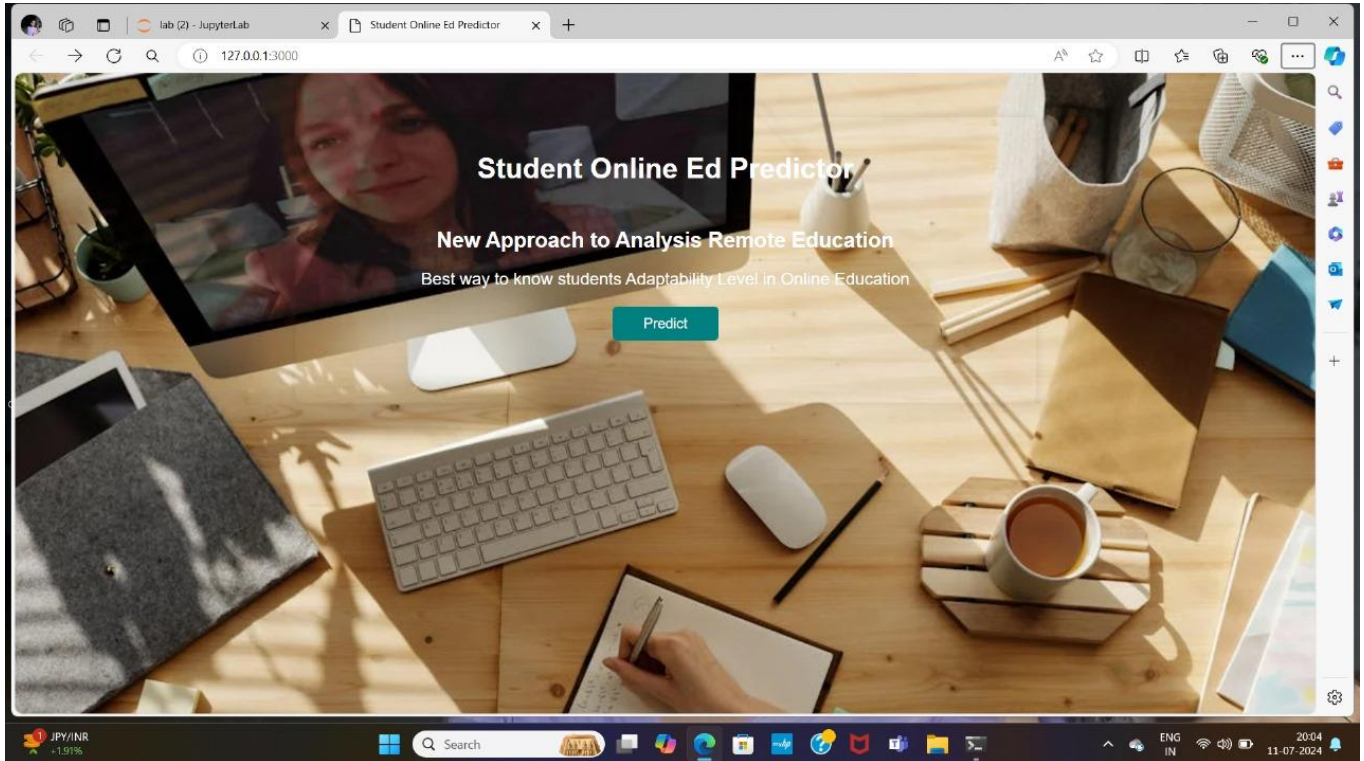 lab (2) - JupyterLab
Student Online Ed Predictor
127.0.0.1:3000
Student Online Ed Predictor
New Approach to Analysis Remote Education
Best way to know students Adaptability Level in Online Education
Predict
JPY/INR
+1.91%
Search
ENG
IN
20:04
11-07-2024